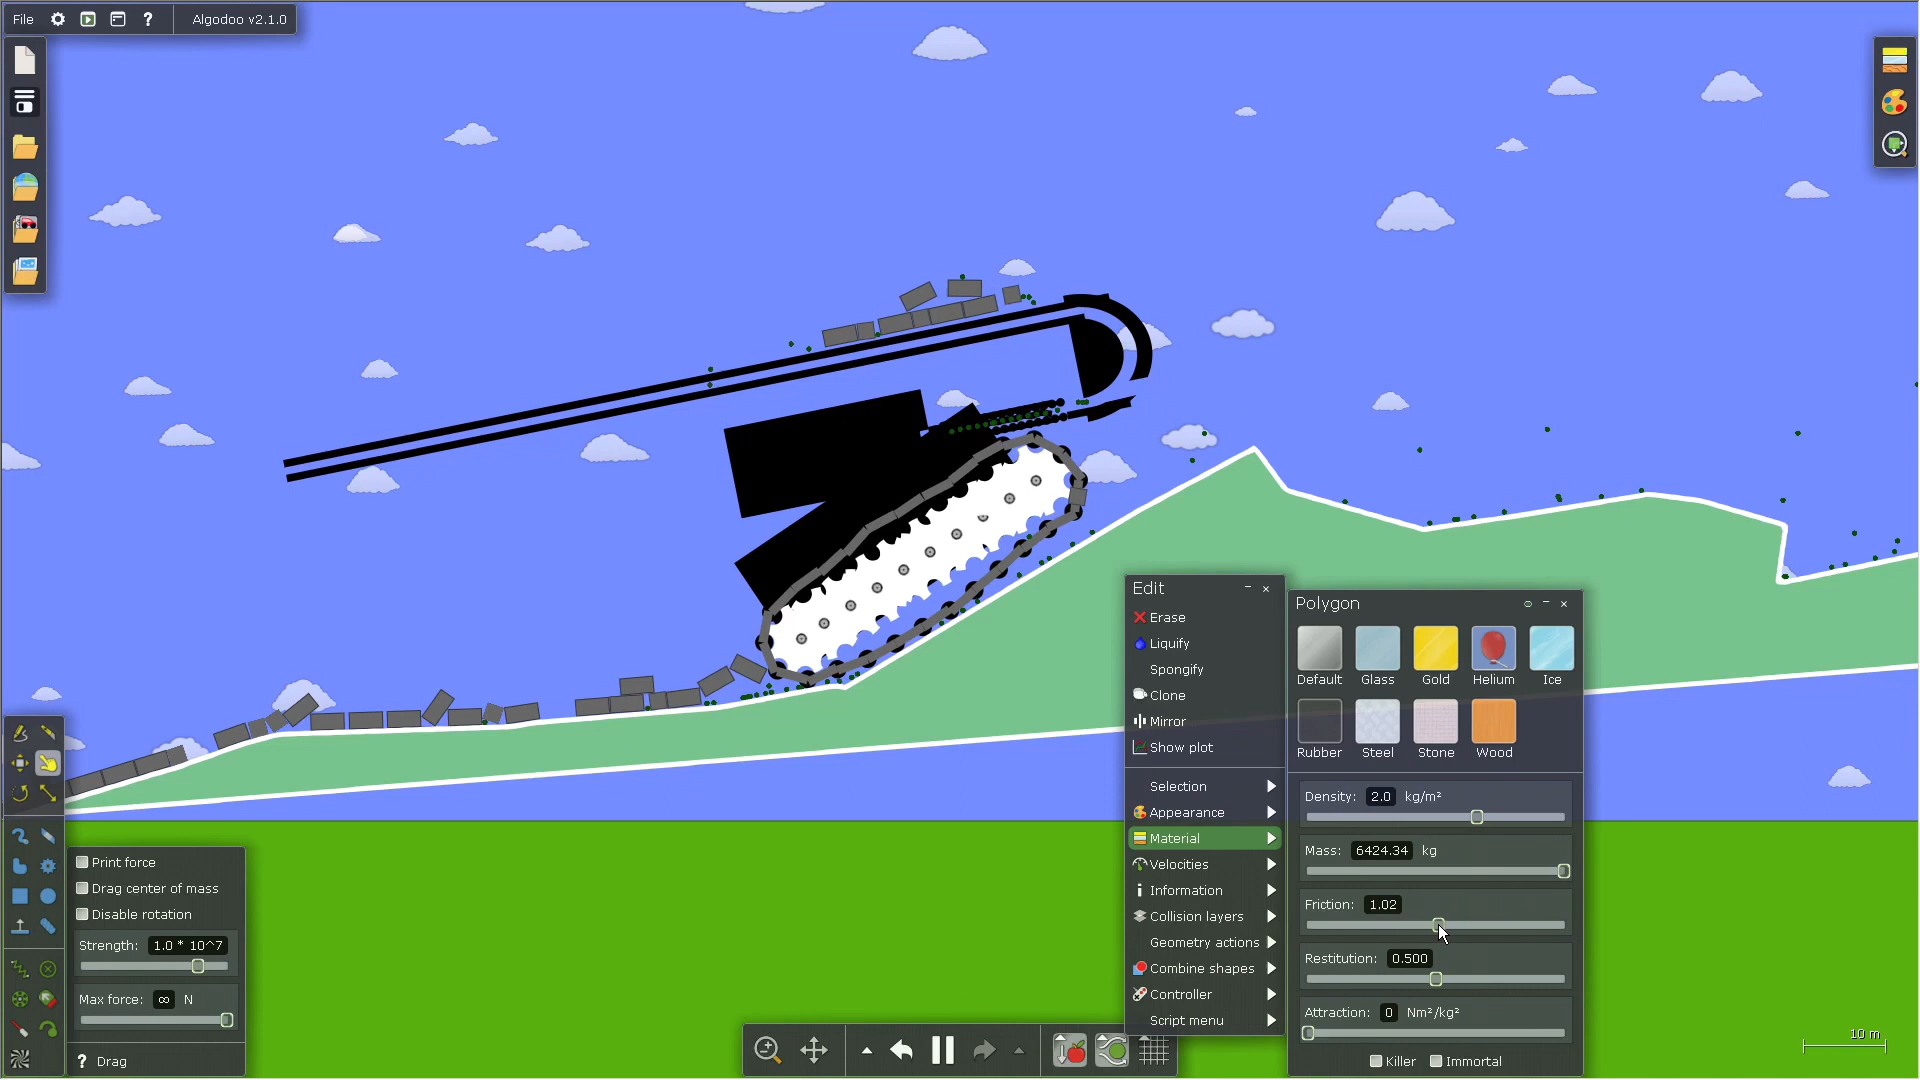 File ? Algodoo v2.1.0
Edit
Erase
Liquify
Spongify
Clone
Mirror
Show plot
Selection
Appearance
Material
Velocities
Information
Collision layers
Geometry actions
Combine shapes
Controller
Script menu
Polygon
Default Glass Gold Helium Ice
Rubber Steel Stone Wood
Density: 2.0 kg/m²
Mass: 6424.34 kg
Friction: 1.02
Restitution: 0.500
Attraction: 0 Nm²/kg²
Killer Immortal
Print force
Drag center of mass
Disable rotation
Strength: 1.0 * 10^7
Max force: ∞ N
? Drag
10 m